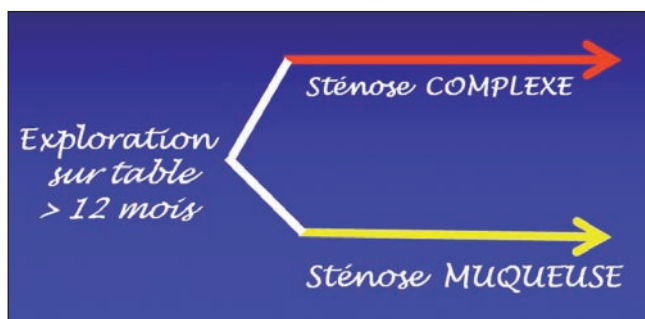 Sténose COMPLEXE
Exploration
sur table
> 12 mois
Sténose MUQUEUSE